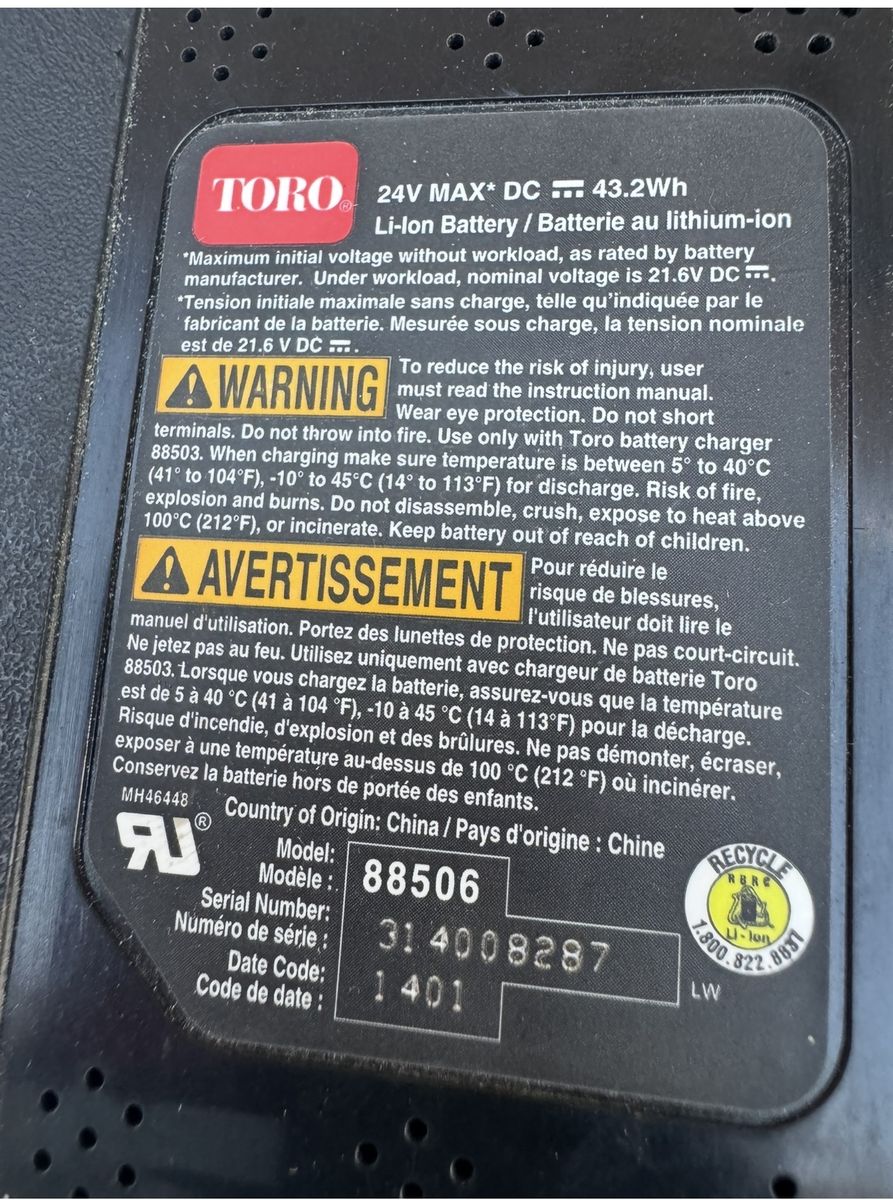 TORO®
24V MAX* DC ⎓ 43.2Wh
Li-Ion Battery / Batterie au lithium-ion
*Maximum initial voltage without workload, as rated by battery
manufacturer. Under workload, nominal voltage is 21.6V DC ⎓.
*Tension initiale maximale sans charge, telle qu'indiquée par le
fabricant de la batterie. Mesurée sous charge, la tension nominale
est de 21.6 V DC ⎓.
WARNING To reduce the risk of injury, user
must read the instruction manual.
Wear eye protection. Do not short
terminals. Do not throw into fire. Use only with Toro battery charger
88503. When charging make sure temperature is between 5° to 40°C
(41° to 104°F), -10° to 45°C (14° to 113°F) for discharge. Risk of fire,
explosion and burns. Do not disassemble, crush, expose to heat above
100°C (212°F), or incinerate. Keep battery out of reach of children.
AVERTISSEMENT Pour réduire le
risque de blessures,
l'utilisateur doit lire le
manuel d'utilisation. Portez des lunettes de protection. Ne pas court-circuit.
Ne jetez pas au feu. Utilisez uniquement avec chargeur de batterie Toro
88503. Lorsque vous chargez la batterie, assurez-vous que la température
est de 5 à 40 °C (41 à 104 °F), -10 à 45 °C (14 à 113°F) pour la décharge.
Risque d'incendie, d'explosion et des brûlures. Ne pas démonter, écraser,
exposer à une température au-dessus de 100 °C (212 °F) où incinérer.
Conservez la batterie hors de portée des enfants.
MH46448
RU®
Country of Origin: China / Pays d'origine : Chine
Model:
Modèle :
88506
Serial Number:
Numéro de série :
314008287
Date Code:
Code de date :
1401
LW
RECYCLE
RBRC
Li-Ion
1.800.822.8837